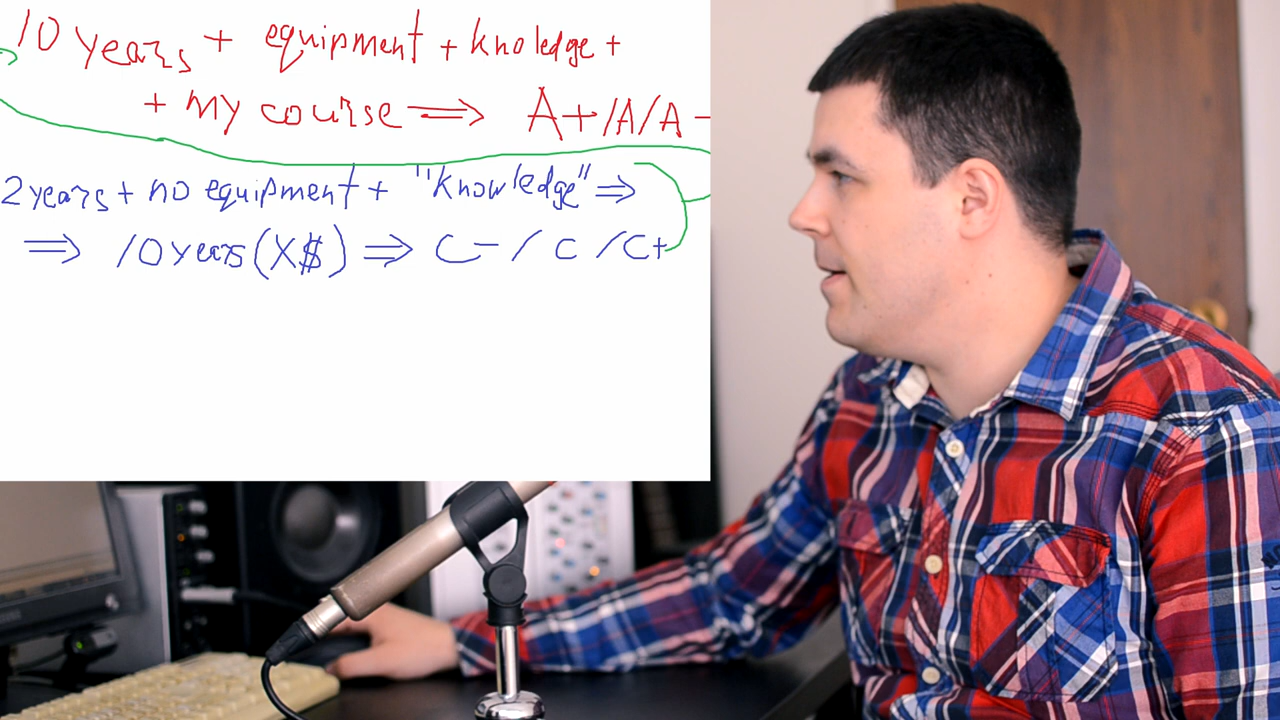 10 years + equipment + knoledge +
+ my course ⟹ A+/A/A-
2 years + no equipment + "knowledge" ⟹
⟹ 10 years (X$) ⟹ C-/C/C+